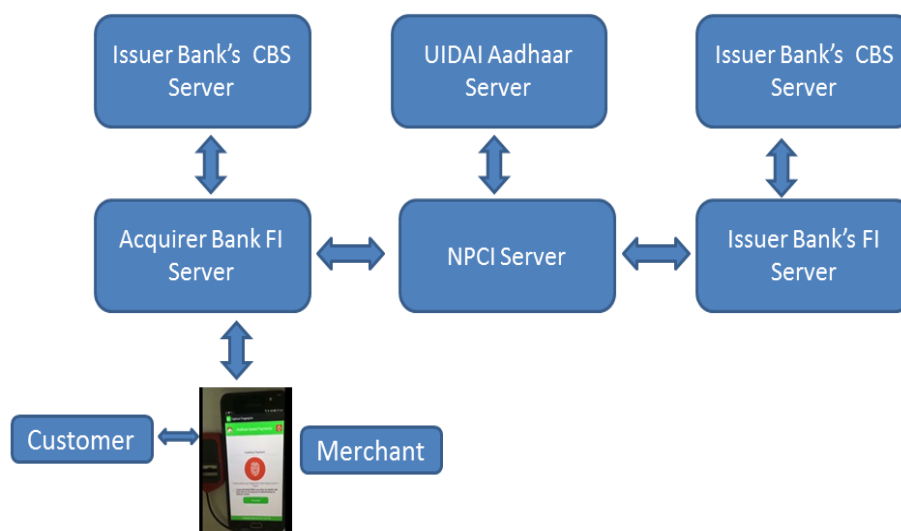 Issuer Bank's CBS
Server
UIDAI Aadhaar
Server
Issuer Bank's CBS
Server
Acquirer Bank FI
Server
NPCI Server
Issuer Bank's FI
Server
Customer
Merchant